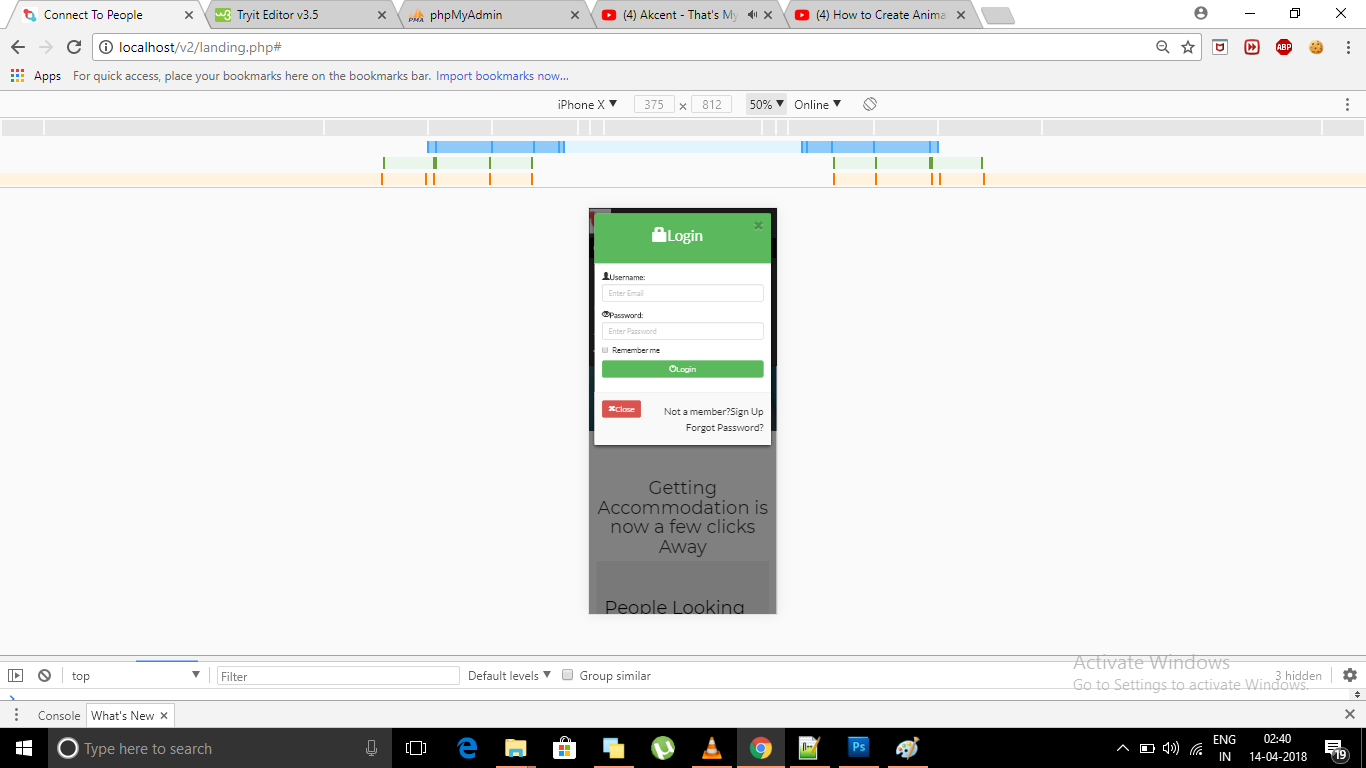 Connect To People
Tryit Editor v3.5
phpMyAdmin
(4) Akcent - That's My
(4) How to Create Anima
localhost/v2/landing.php#
ABP
Apps For quick access, place your bookmarks here on the bookmarks bar. Import bookmarks now...
iPhone X ▼ 375 × 812 50% ▼ Online ▼
×
Login
Username:
Enter Email
Password:
Enter Password
Remember me
Login
Close
Not a member?Sign Up
Forgot Password?
Getting
Accommodation is
now a few clicks
Away
People Looking
Activate Windows
Go to Settings to activate Windows.
top ▼ Filter Default levels ▼ Group similar 3 hidden
Console What's New ×
Type here to search
Ps
ENG
IN
02:40
14-04-2018
19